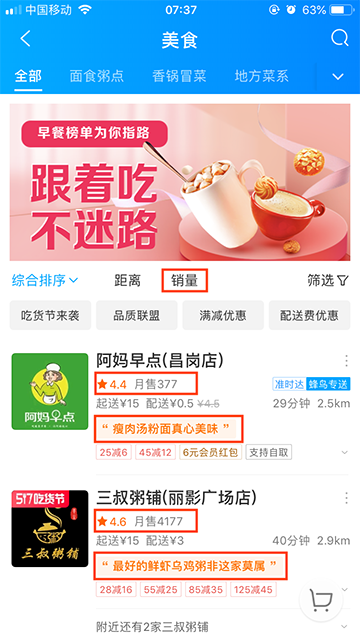 中国移动
07:37
63%
美食
全部 面食粥点 香锅冒菜 地方菜系
早餐榜单为你指路
跟着吃
不迷路
综合排序 距离 销量 筛选
吃货节来袭 品质联盟 满减优惠 配送费优惠
阿妈早点
阿妈早点(昌岗店)
4.4 月售377
准时达 蜂鸟专送
起送¥15 配送¥0.5 ¥4.5
29分钟 2.5km
“ 瘦肉汤粉面真心美味 ”
25减6 45减12 6元会员红包 支持自取
517吃货节
三叔粥铺
三叔粥铺(丽影广场店)
4.6 月售4177
起送¥15 配送¥3
40分钟 2.9km
“ 最好的鲜虾乌鸡粥非这家莫属 ”
28减16 55减25 85减35 125减45
附近还有2家三叔粥铺